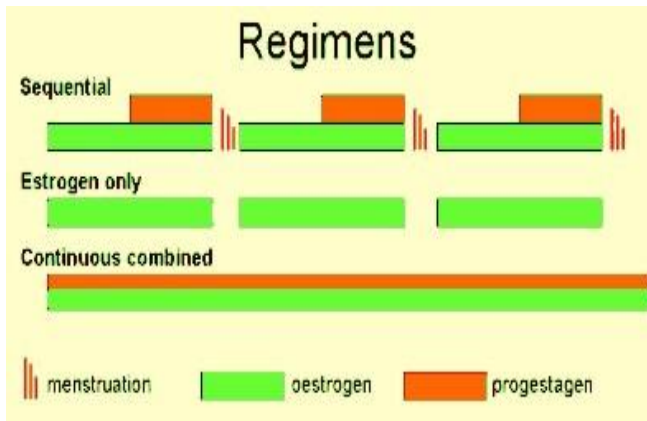 Regimens
Sequential
Estrogen only
Continuous combined
menstruation oestrogen progestagen